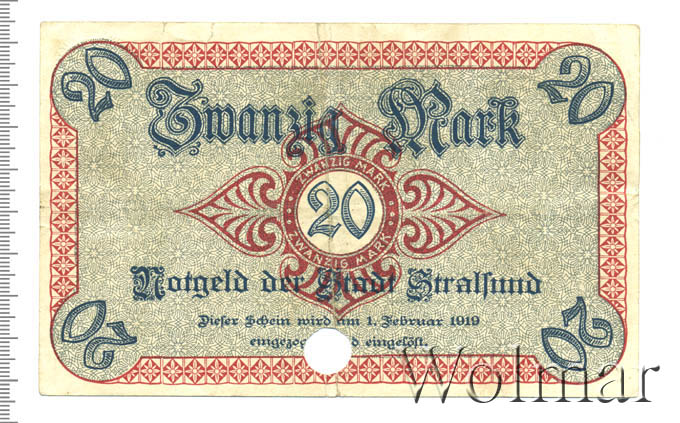 20 20
Zwanzig Mark
ZWANZIG MARK
20
ZWANZIG MARK
Notgeld der Stadt Stralsund
Dieser Schein wird am 1. Februar 1919
eingezo d eingelöst.
20 20
Wolmar